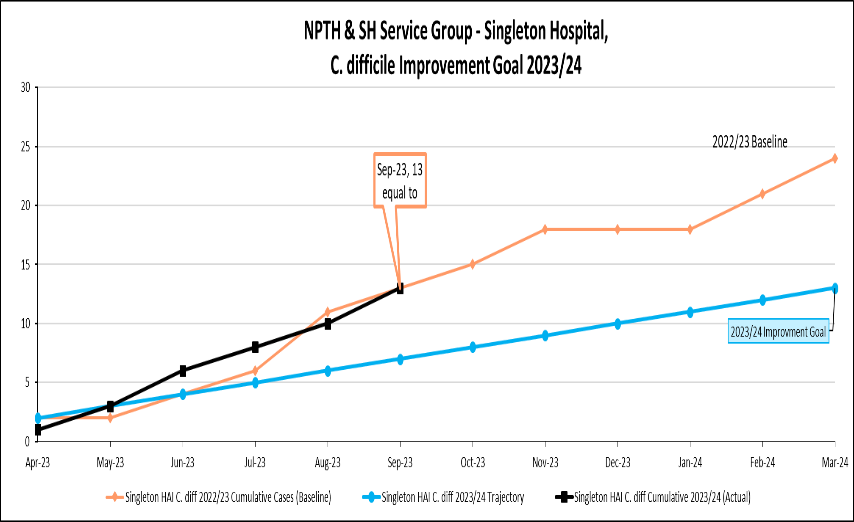 NPTH & SH Service Group - Singleton Hospital,
C. difficile Improvement Goal 2023/24
30
25
20
15
10
5
0
2022/23 Baseline
Sep-23, 13
equal to
2023/24 Improvment Goal
Apr-23 May-23 Jun-23 Jul-23 Aug-23 Sep-23 Oct-23 Nov-23 Dec-23 Jan-24 Feb-24 Mar-24
Singleton HAI C. diff 2022/23 Cumulative Cases (Baseline) Singleton HAI C. diff 2023/24 Trajectory Singleton HAI C. diff Cumulative 2023/24 (Actual)